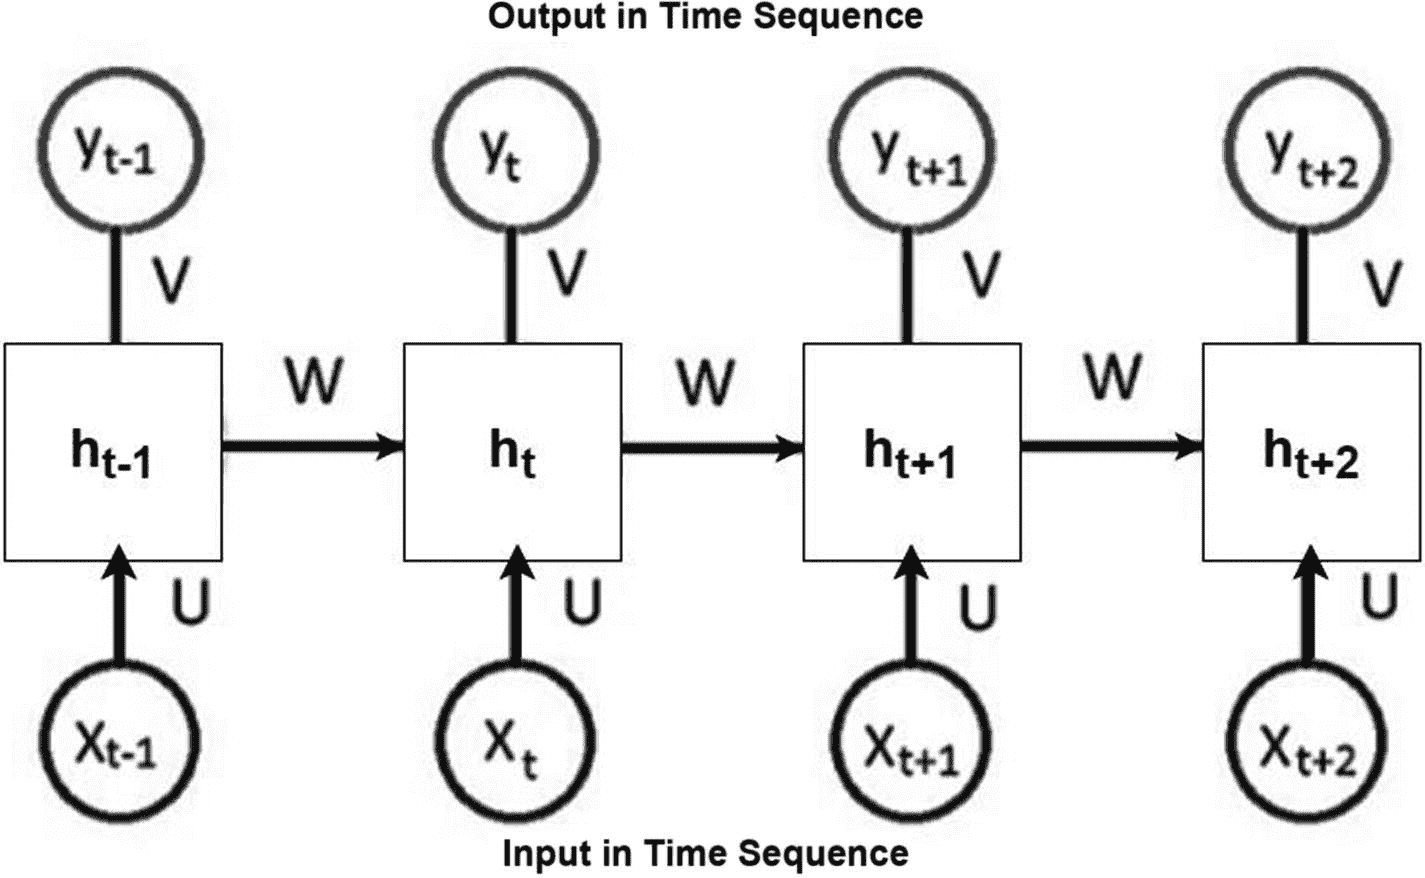 Output in Time Sequence
yt-1 yt yt+1 yt+2
V V V V
W W W
ht-1 ht ht+1 ht+2
U U U U
Xt-1 Xt Xt+1 Xt+2
Input in Time Sequence